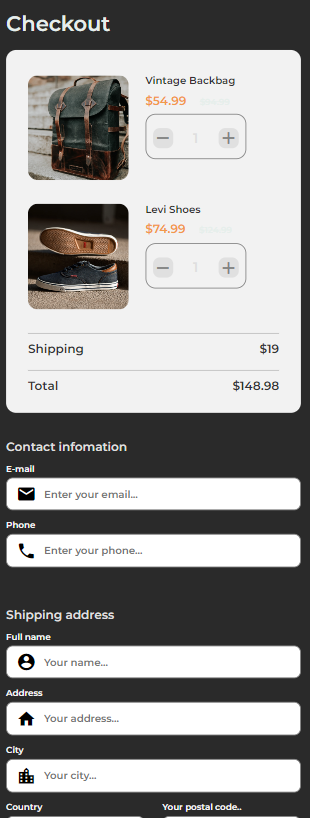 Checkout
Vintage Backbag
$54.99
1
Levi Shoes
$74.99
1
Shipping $19
Total $148.98
Contact infomation
E-mail
Enter your email...
Phone
Enter your phone...
Shipping address
Full name
Your name...
Address
Your address...
City
Your city...
Country Your postal code..